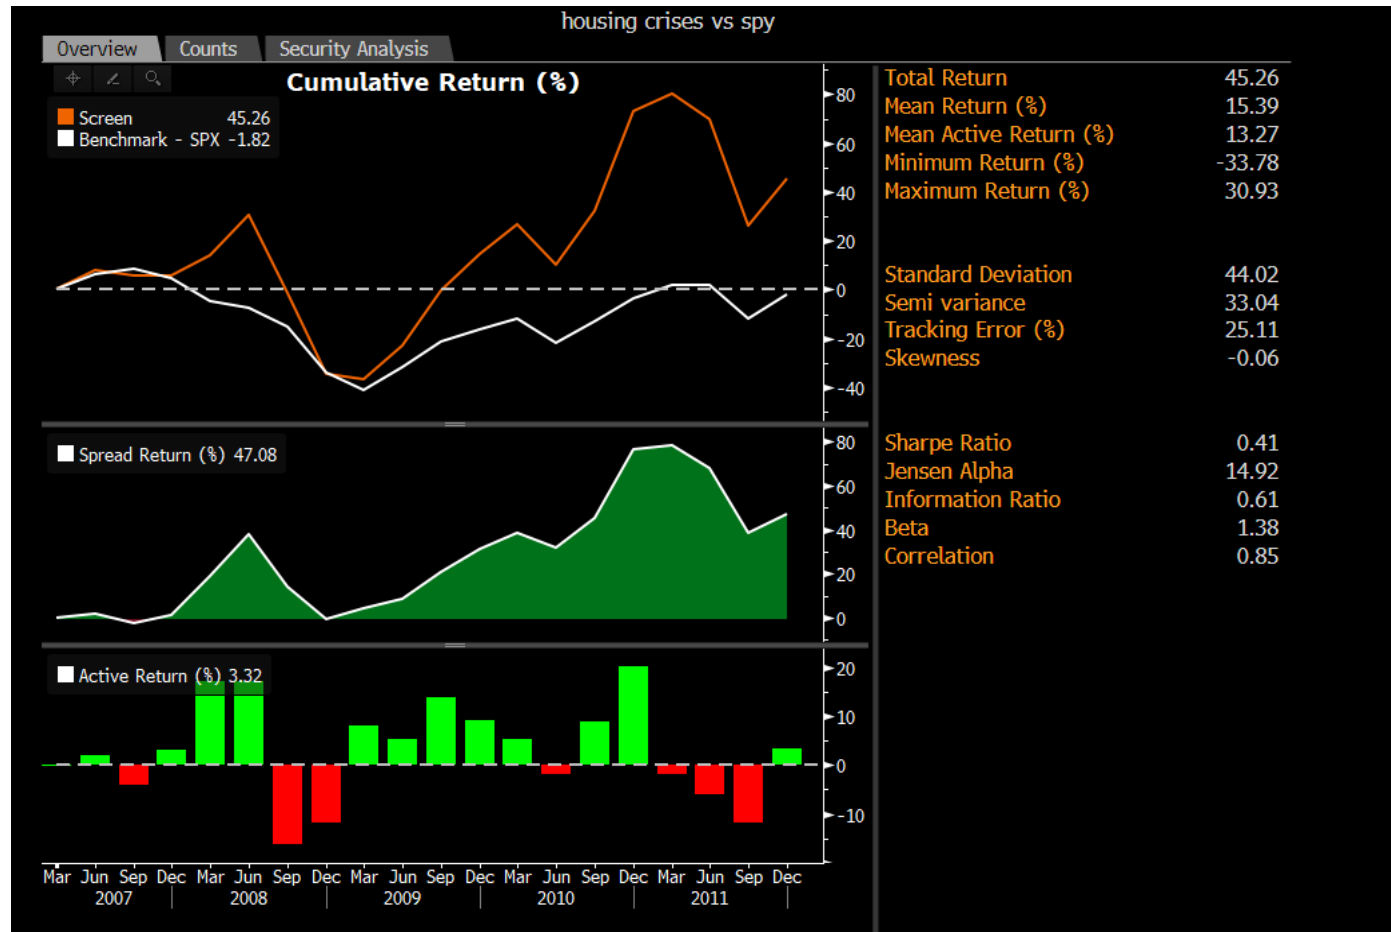 housing crises vs spy
Overview Counts Security Analysis
Cumulative Return (%)
Screen 45.26
Benchmark - SPX -1.82
80
60
40
20
0
-20
-40
Spread Return (%) 47.08
80
60
40
20
0
Active Return (%) 3.32
20
10
0
-10
Mar Jun Sep Dec Mar Jun Sep Dec Mar Jun Sep Dec Mar Jun Sep Dec Mar Jun Sep Dec
2007 2008 2009 2010 2011
Total Return 45.26
Mean Return (%) 15.39
Mean Active Return (%) 13.27
Minimum Return (%) -33.78
Maximum Return (%) 30.93
Standard Deviation 44.02
Semi variance 33.04
Tracking Error (%) 25.11
Skewness -0.06
Sharpe Ratio 0.41
Jensen Alpha 14.92
Information Ratio 0.61
Beta 1.38
Correlation 0.85